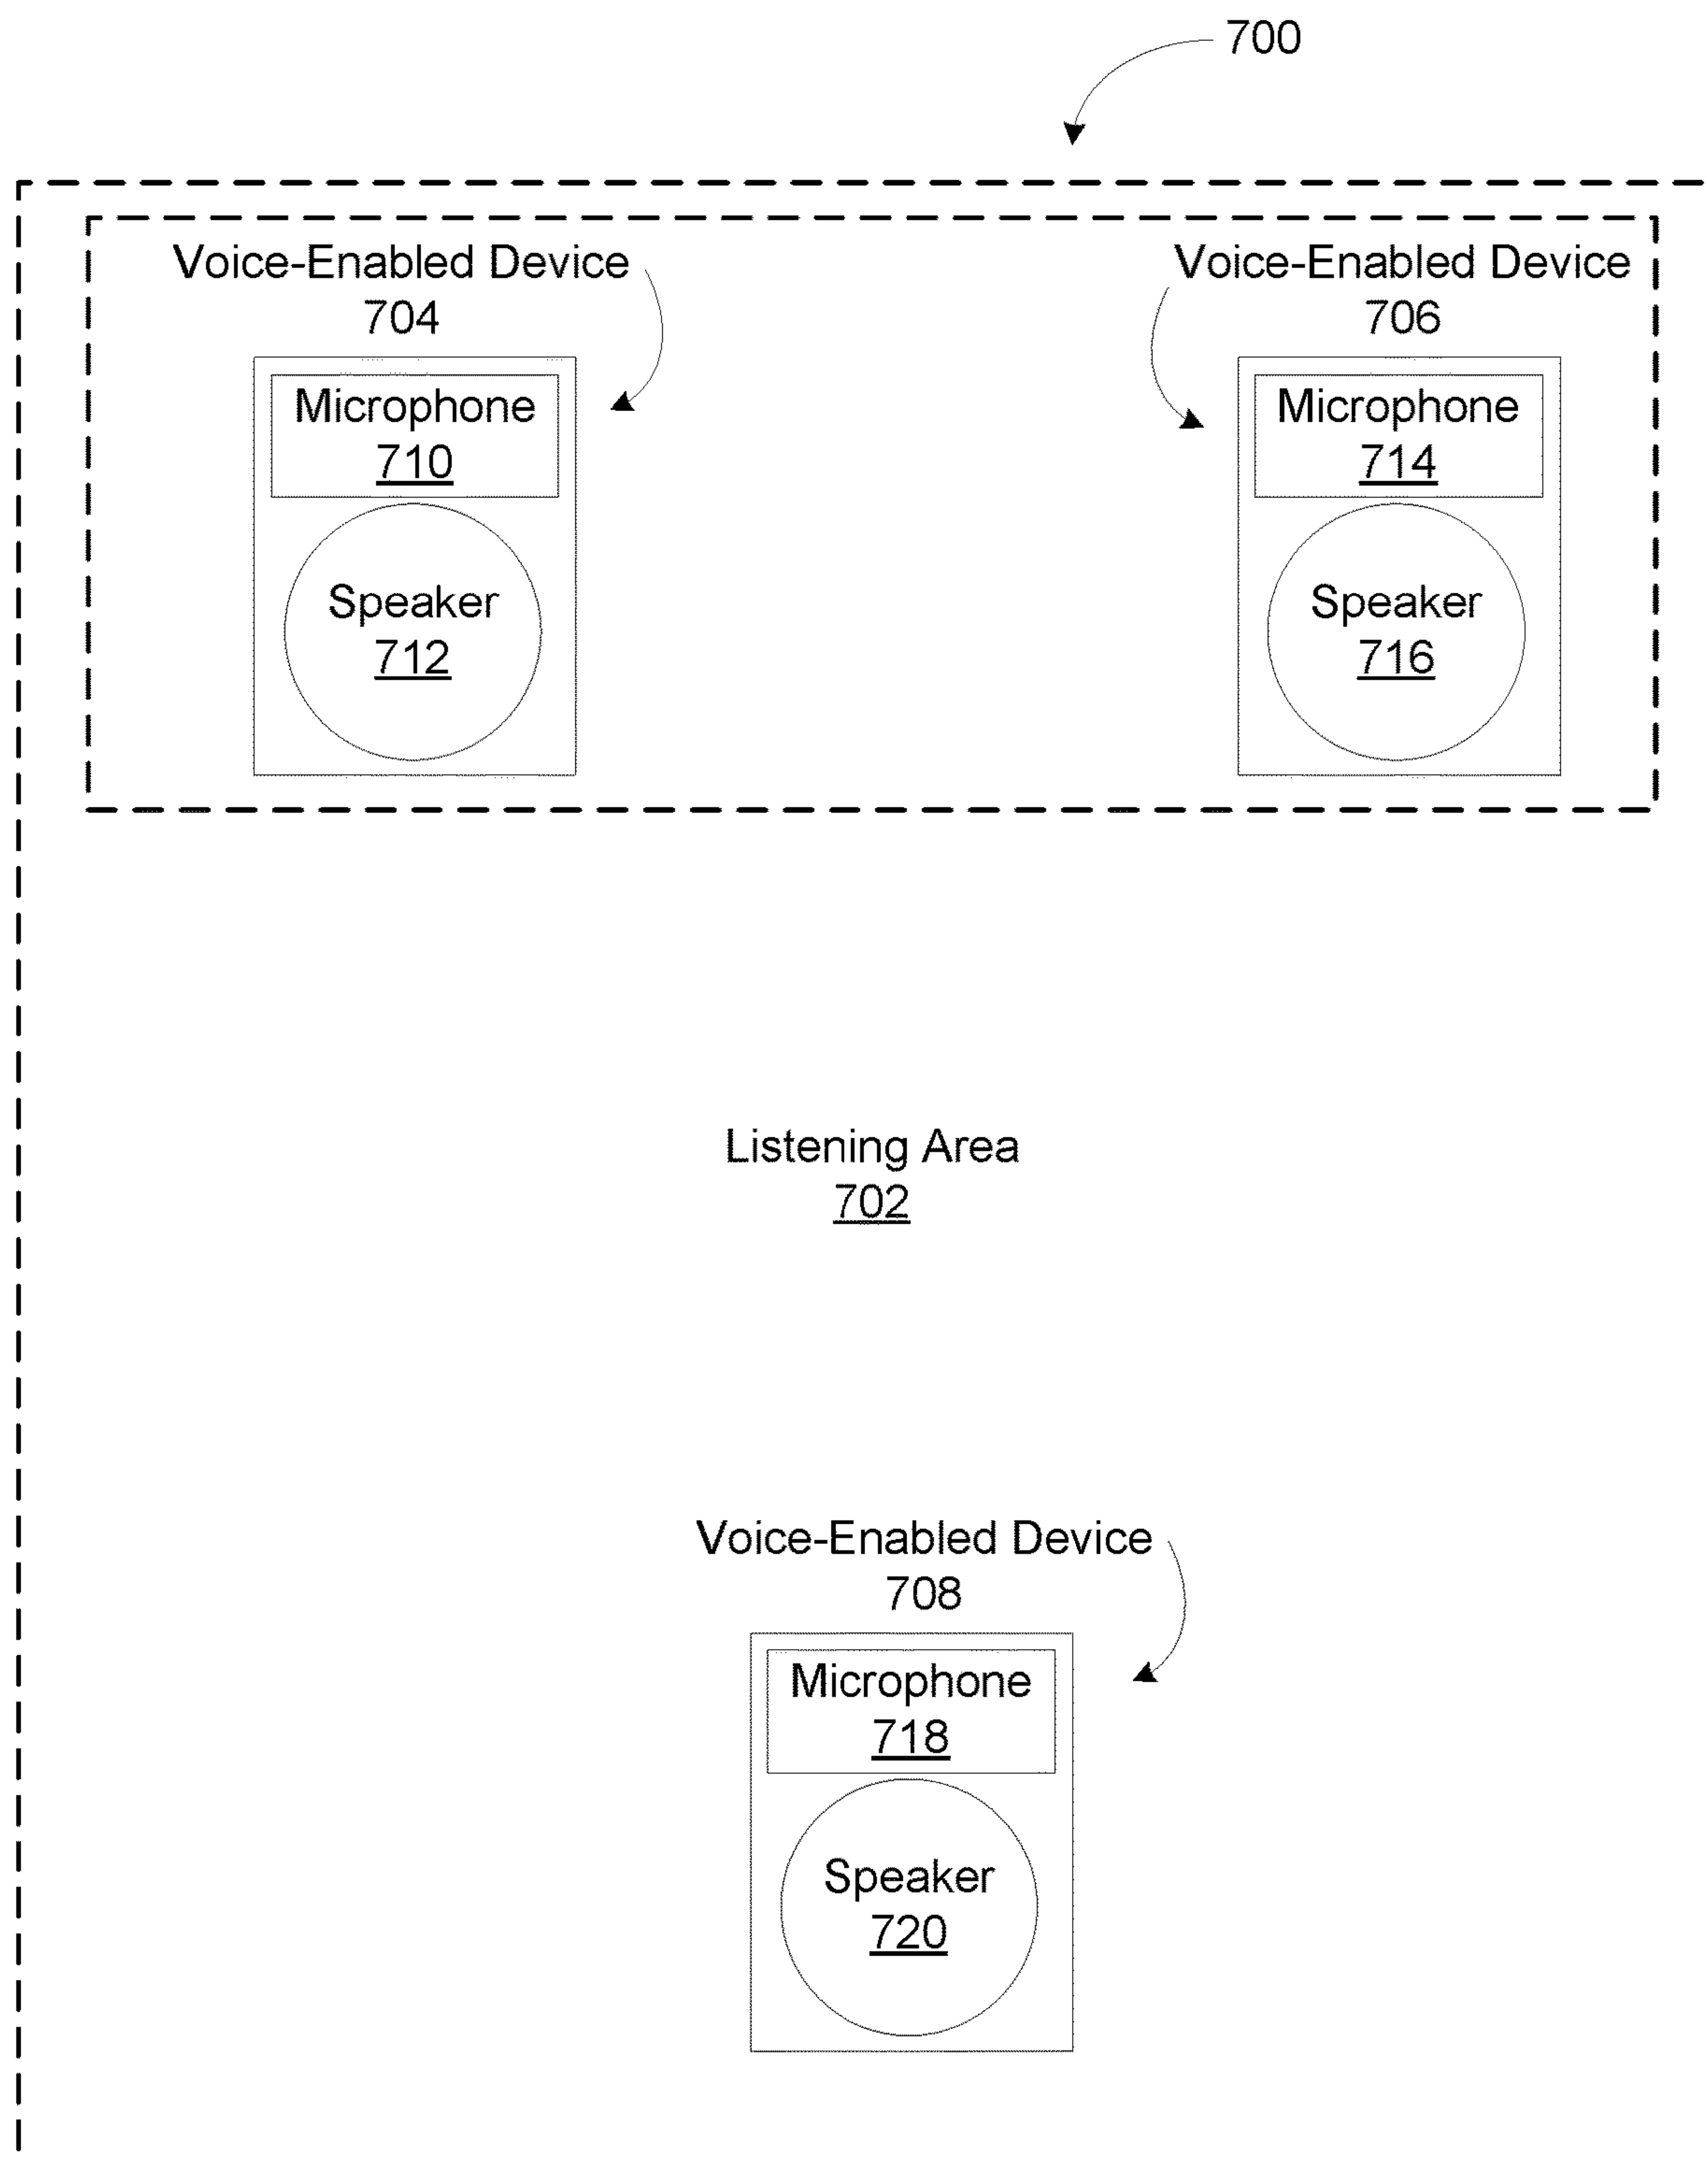 700
Voice-Enabled Device
704
Voice-Enabled Device
706
Microphone
710
Speaker
712
Microphone
714
Speaker
716
Listening Area
702
Voice-Enabled Device
708
Microphone
718
Speaker
720